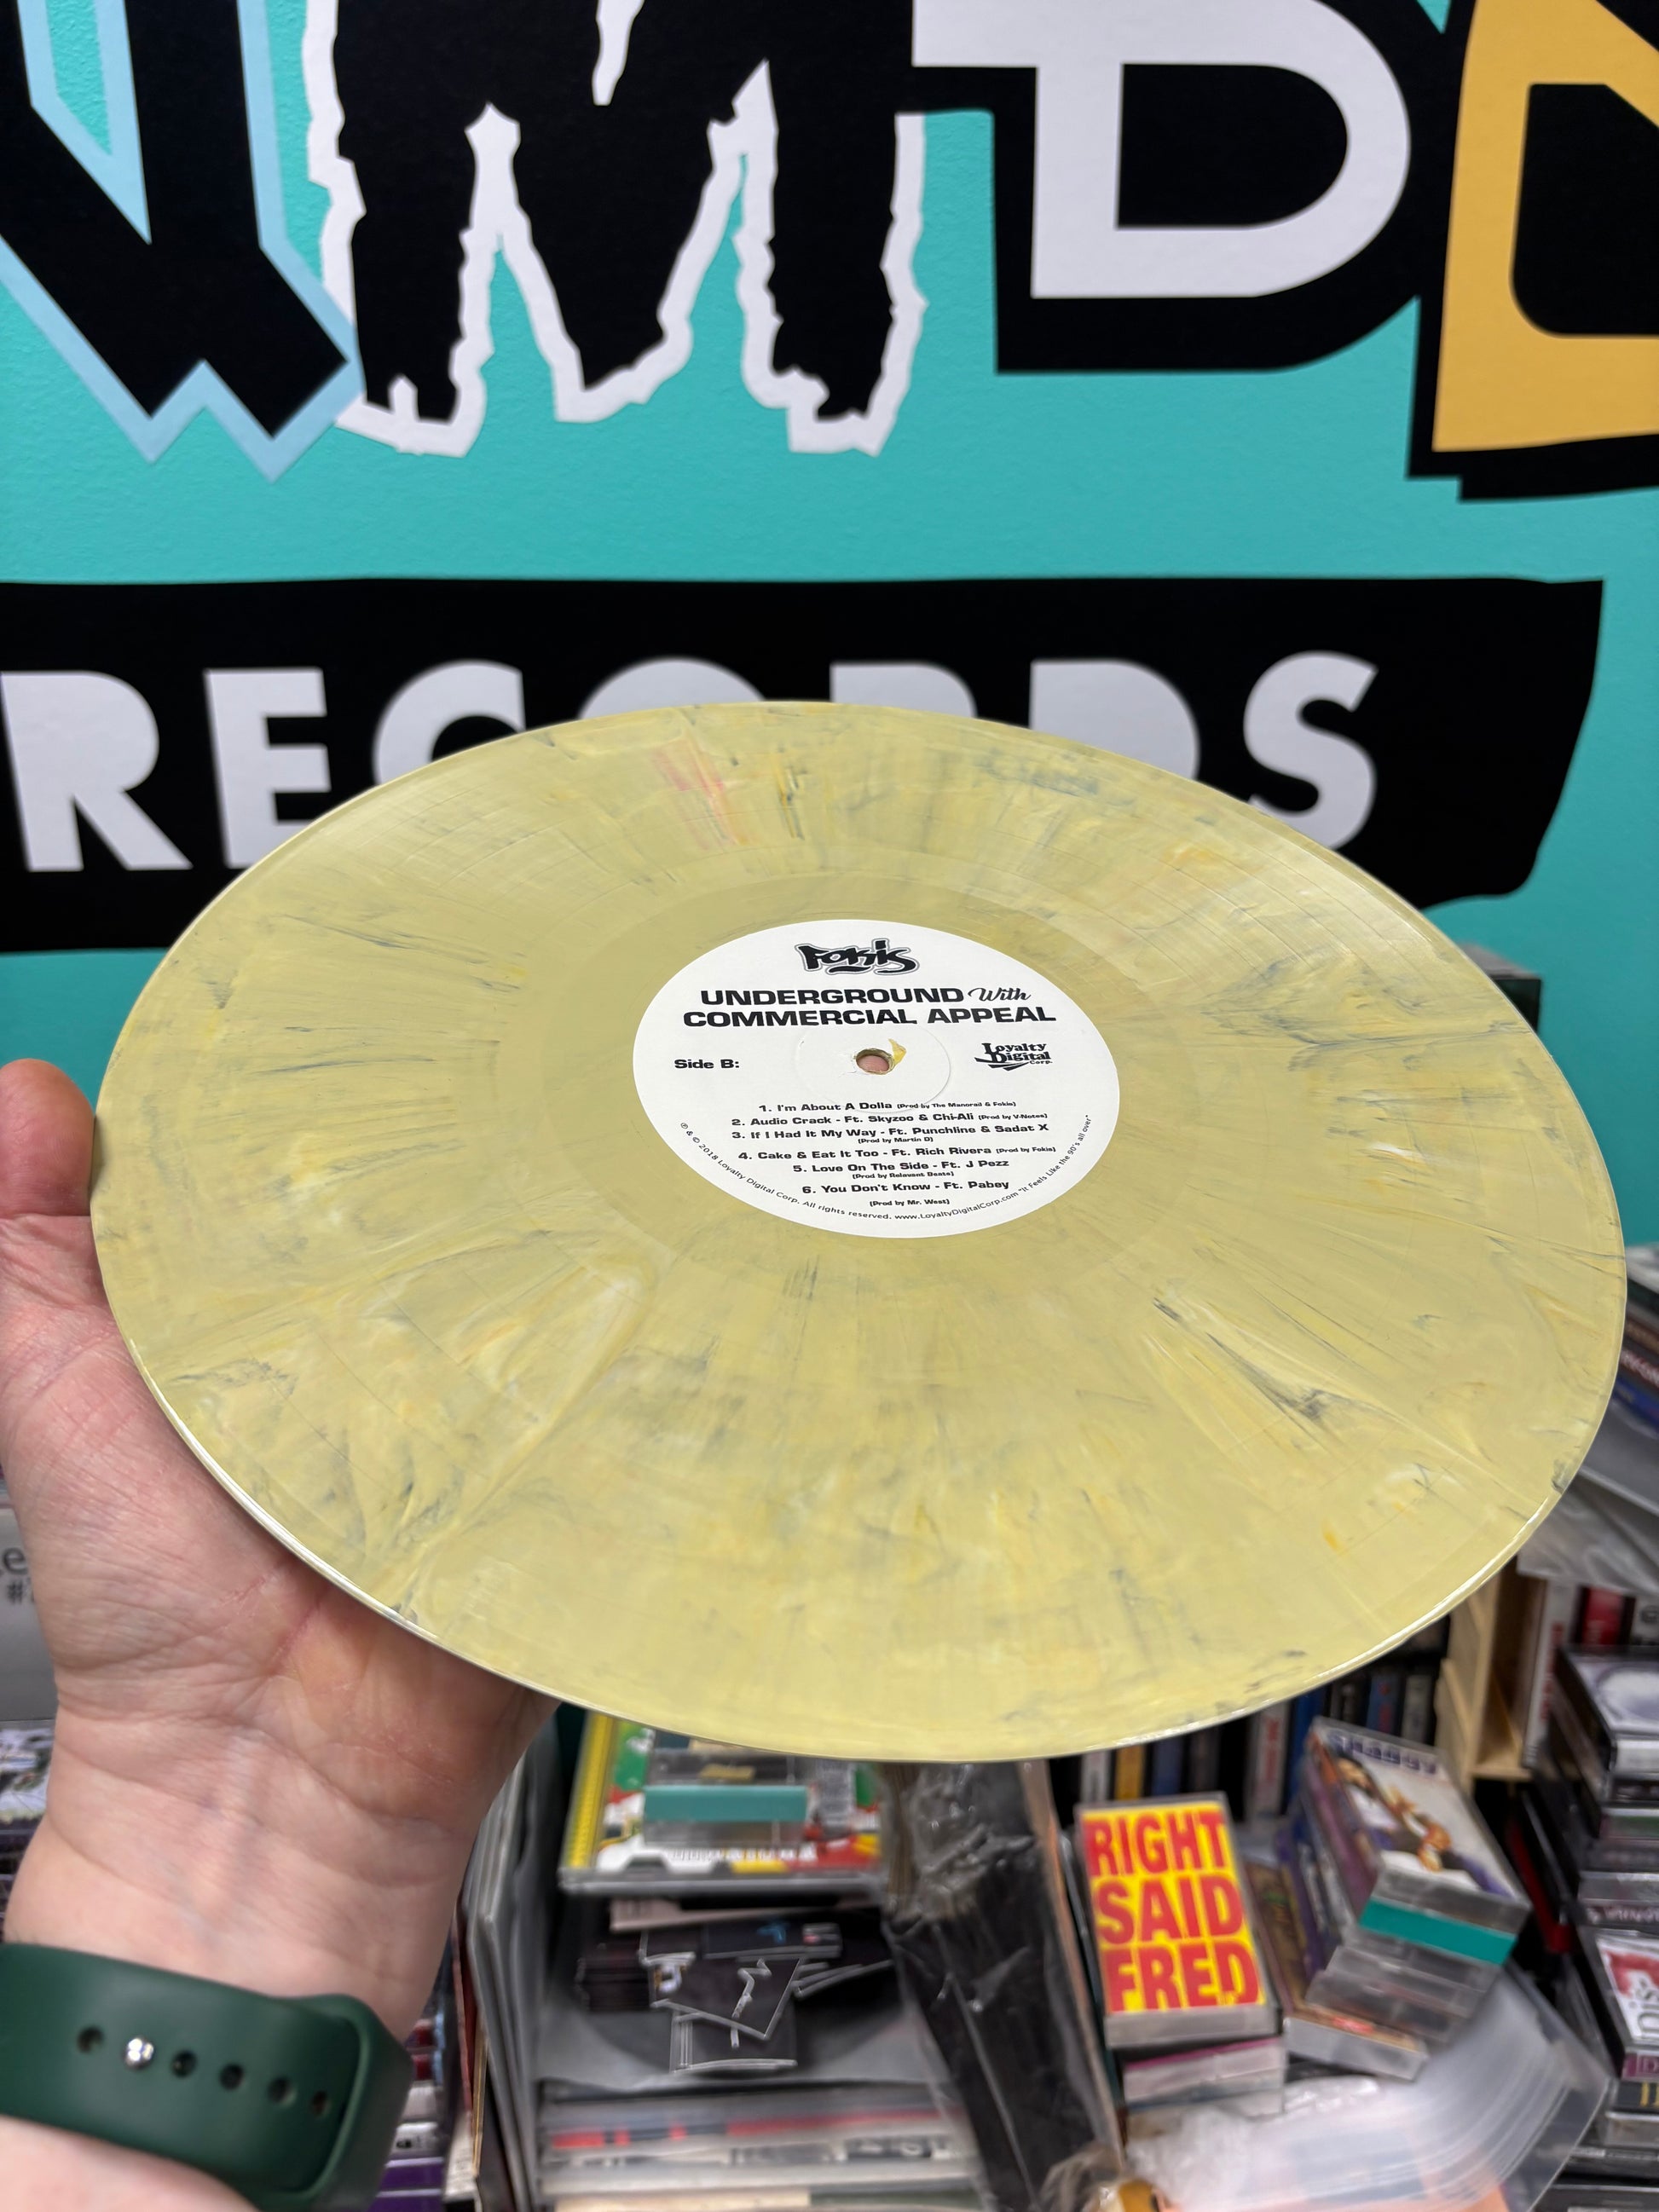 RECORDS
FOKIS
UNDERGROUND With
COMMERCIAL APPEAL
Side B:
Loyalty
Digital
Corp.
1. I'm About A Dolla (Prod by The Manorail & Fokis)
2. Audio Crack - Ft. Skyzoo & Chi-Ali (Prod by V-Notes)
3. If I Had It My Way - Ft. Punchline & Sadat X
(Prod by Martin D)
4. Cake & Eat It Too - Ft. Rich Rivera (Prod by Fokis)
5. Love On The Side - Ft. J Pezz
(Prod by Relevant Beats)
6. You Don't Know - Ft. Pabey
(Prod by Mr. West)
℗ & © 2018 Loyalty Digital Corp. All rights reserved. www.LoyaltyDigitalCorp.com "It Feels Like the 90's all over"
RIGHT
SAID
FRED